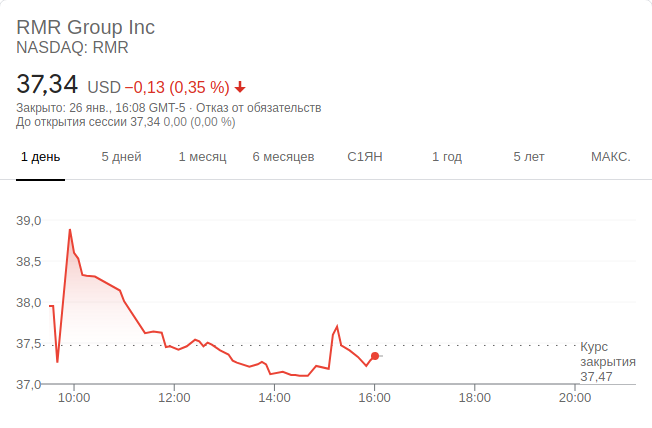 RMR Group Inc
NASDAQ: RMR
37,34 USD −0,13 (0,35 %)
Закрыто: 26 янв., 16:08 GMT-5 · Отказ от обязательств
До открытия сессии 37,34 0,00 (0,00 %)
1 день 5 дней 1 месяц 6 месяцев С1ЯН 1 год 5 лет МАКС.
39,0
38,5
38,0
37,5
37,0
Курс
закрытия
37,47
10:00 12:00 14:00 16:00 18:00 20:00